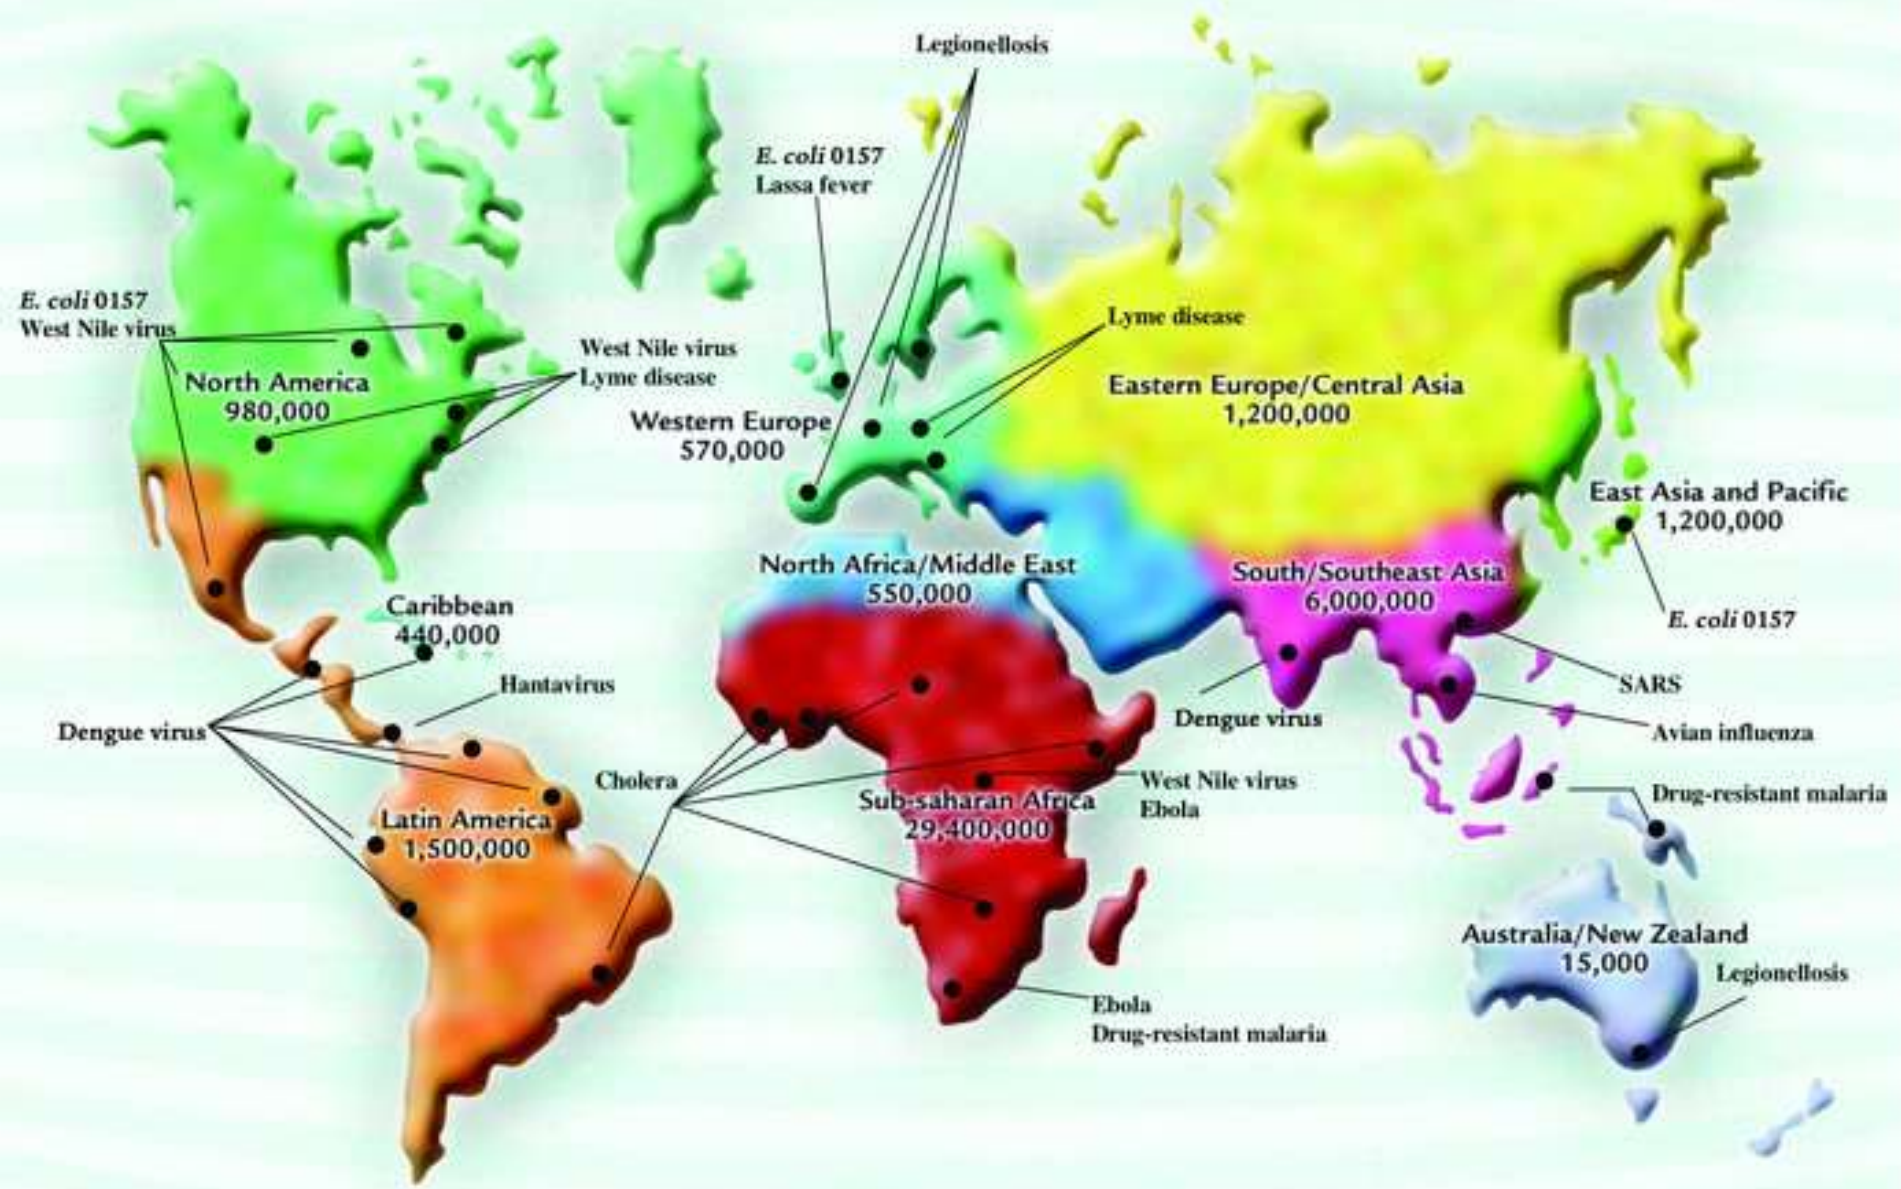 Legionellosis
E. coli 0157
Lassa fever
E. coli 0157
West Nile virus
West Nile virus
Lyme disease
Lyme disease
North America
980,000
Western Europe
570,000
Eastern Europe/Central Asia
1,200,000
East Asia and Pacific
1,200,000
North Africa/Middle East
550,000
South/Southeast Asia
6,000,000
Caribbean
440,000
E. coli 0157
Hantavirus
SARS
Dengue virus
Dengue virus
Avian influenza
Cholera
West Nile virus
Ebola
Drug-resistant malaria
Sub-saharan Africa
29,400,000
Latin America
1,500,000
Australia/New Zealand
15,000
Legionellosis
Ebola
Drug-resistant malaria